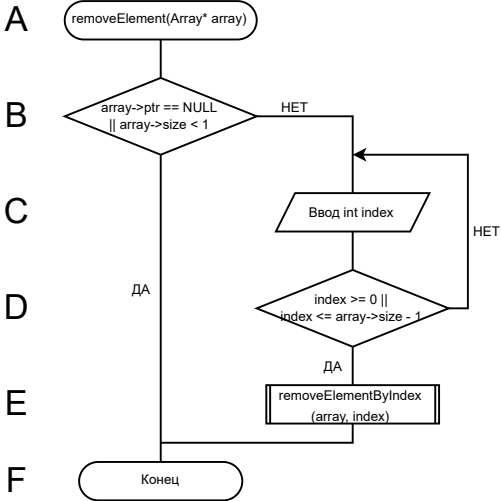 A
removeElement(Array* array)
B
array->ptr == NULL
|| array->size < 1
НЕТ
C
Ввод int index
НЕТ
ДА
D
index >= 0 ||
index <= array->size - 1
ДА
E
removeElementByIndex
(array, index)
F
Конец